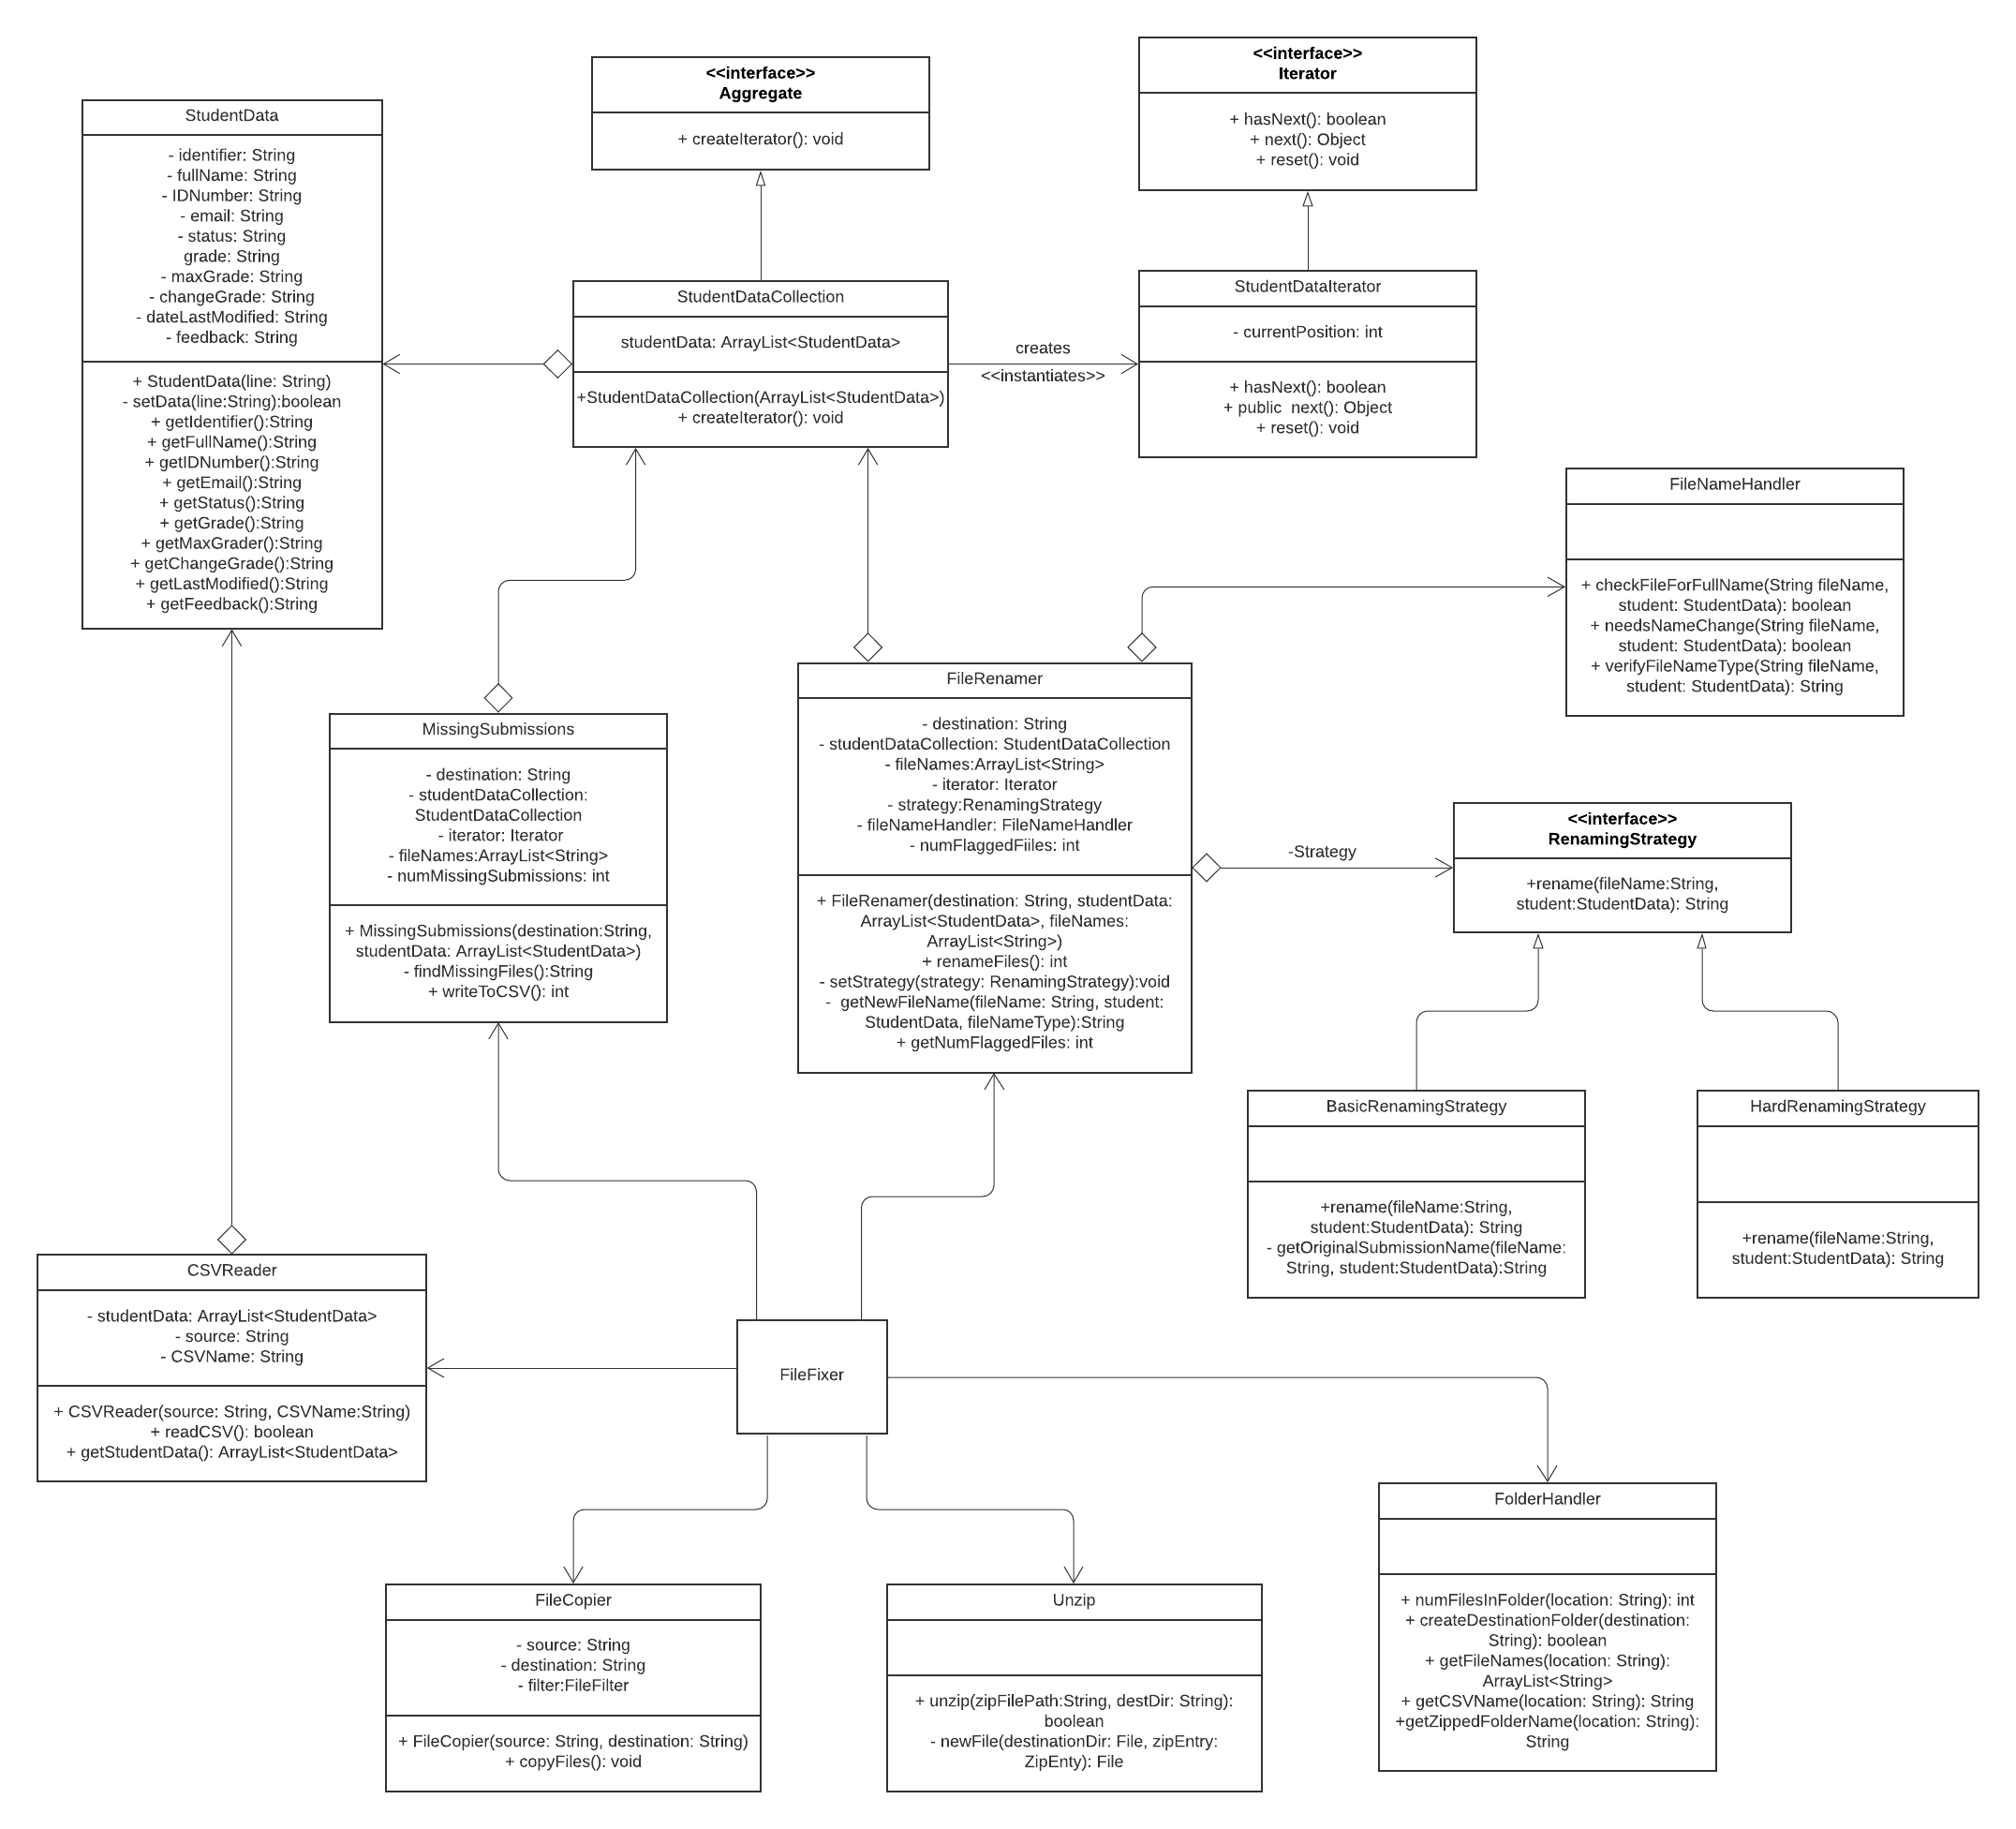 <<interface>>
Aggregate
+ createIterator(): void
<<interface>>
Iterator
+ hasNext(): boolean
+ next(): Object
+ reset(): void
StudentData
- identifier: String
- fullName: String
- IDNumber: String
- email: String
- status: String
grade: String
- maxGrade: String
- changeGrade: String
- dateLastModified: String
- feedback: String
+ StudentData(line: String)
- setData(line:String):boolean
+ getIdentifier():String
+ getFullName():String
+ getIDNumber():String
+ getEmail():String
+ getStatus():String
+ getGrade():String
+ getMaxGrader():String
+ getChangeGrade():String
+ getLastModified():String
+ getFeedback():String
StudentDataCollection
studentData: ArrayList<StudentData>
+StudentDataCollection(ArrayList<StudentData>)
+ createIterator(): void
creates
<<instantiates>>
StudentDataIterator
- currentPosition: int
+ hasNext(): boolean
+ public  next(): Object
+ reset(): void
FileNameHandler
+ checkFileForFullName(String fileName,
student: StudentData): boolean
+ needsNameChange(String fileName,
student: StudentData): boolean
+ verifyFileNameType(String fileName,
student: StudentData): String
MissingSubmissions
- destination: String
- studentDataCollection:
StudentDataCollection
- iterator: Iterator
- fileNames:ArrayList<String>
- numMissingSubmissions: int
+ MissingSubmissions(destination:String,
studentData: ArrayList<StudentData>)
- findMissingFiles():String
+ writeToCSV(): int
FileRenamer
- destination: String
- studentDataCollection: StudentDataCollection
- fileNames:ArrayList<String>
- iterator: Iterator
- strategy:RenamingStrategy
- fileNameHandler: FileNameHandler
- numFlaggedFiiles: int
+ FileRenamer(destination: String, studentData:
ArrayList<StudentData>, fileNames:
ArrayList<String>)
+ renameFiles(): int
- setStrategy(strategy: RenamingStrategy):void
-  getNewFileName(fileName: String, student:
StudentData, fileNameType):String
+ getNumFlaggedFiles: int
-Strategy
<<interface>>
RenamingStrategy
+rename(fileName:String,
student:StudentData): String
BasicRenamingStrategy
+rename(fileName:String,
student:StudentData): String
- getOriginalSubmissionName(fileName:
String, student:StudentData):String
HardRenamingStrategy
+rename(fileName:String,
student:StudentData): String
CSVReader
- studentData: ArrayList<StudentData>
- source: String
- CSVName: String
+ CSVReader(source: String, CSVName:String)
+ readCSV(): boolean
+ getStudentData(): ArrayList<StudentData>
FileFixer
FileCopier
- source: String
- destination: String
- filter:FileFilter
+ FileCopier(source: String, destination: String)
+ copyFiles(): void
Unzip
+ unzip(zipFilePath:String, destDir: String):
boolean
- newFile(destinationDir: File, zipEntry:
ZipEnty): File
FolderHandler
+ numFilesInFolder(location: String): int
+ createDestinationFolder(destination:
String): boolean
+ getFileNames(location: String):
ArrayList<String>
+ getCSVName(location: String): String
+getZippedFolderName(location: String):
String